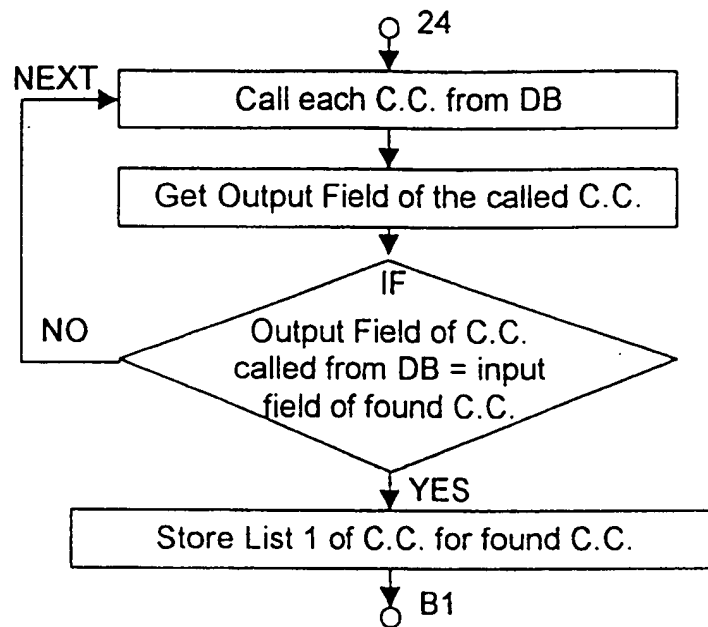 24
NEXT
Call each C.C. from DB
Get Output Field of the called C.C.
IF
NO
Output Field of C.C.
called from DB = input
field of found C.C.
YES
Store List 1 of C.C. for found C.C.
B1